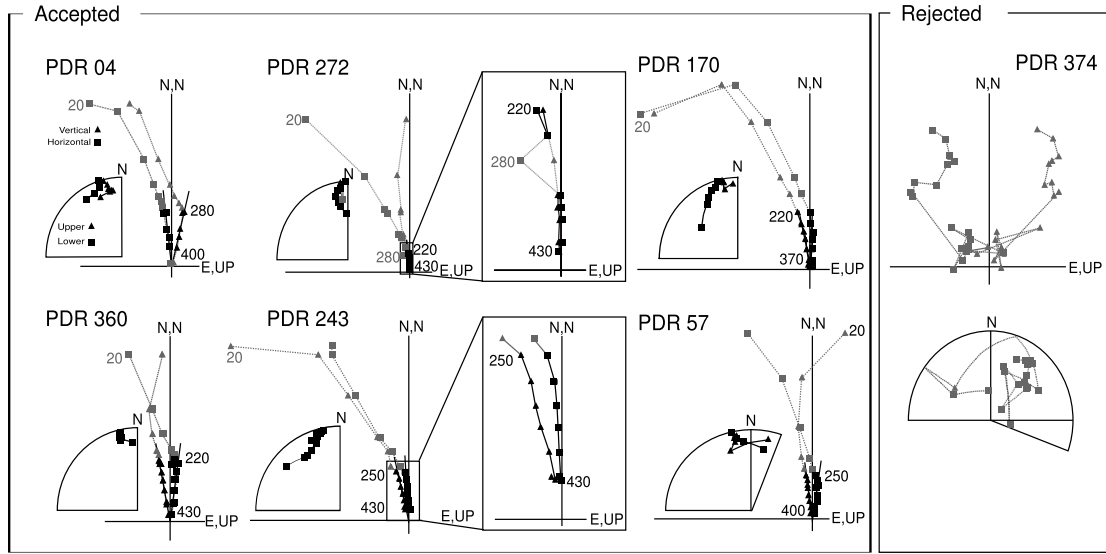 Accepted
Rejected
PDR 04
N,N
20
Vertical
Horizontal
N
280
Upper
Lower
400
E,UP
PDR 272
N,N
20
N
220
280
430
E,UP
220
280
430
PDR 170
N,N
20
N
220
370
E,UP
PDR 374
N,N
E,UP
N
PDR 360
N,N
20
N
220
430
E,UP
PDR 243
N,N
20
N
250
430
E,UP
250
430
PDR 57
N,N
20
N
250
400
E,UP